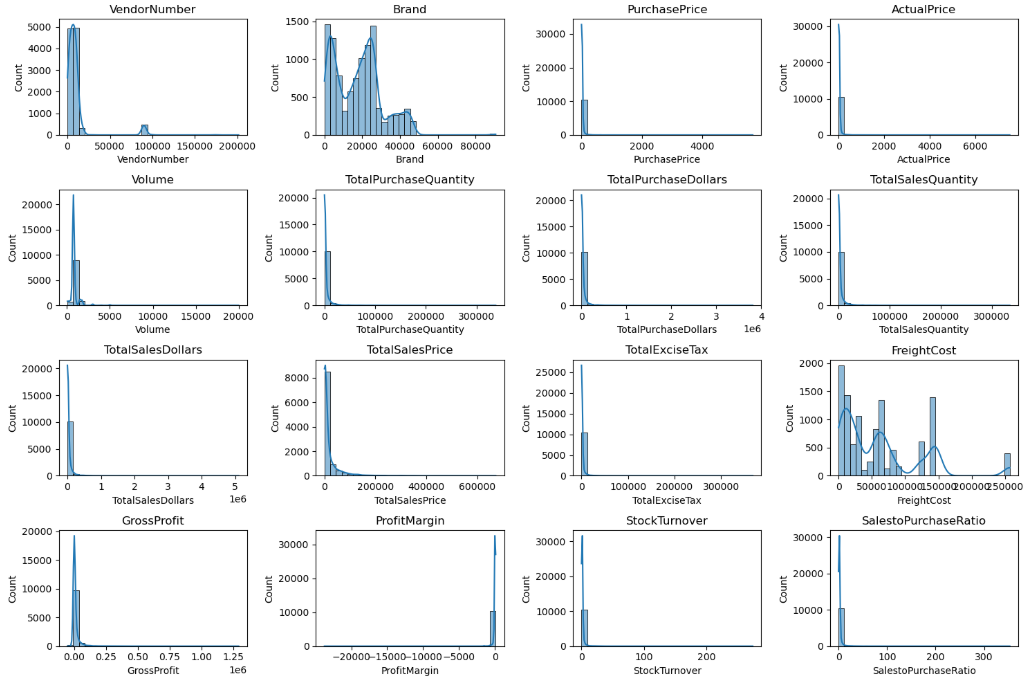 VendorNumber
Count
5000
4000
3000
2000
1000
0
0 50000 100000 150000 200000
VendorNumber
Brand
Count
1500
1000
500
0
0 20000 40000 60000 80000
Brand
PurchasePrice
Count
30000
20000
10000
0
0 2000 4000
PurchasePrice
ActualPrice
Count
30000
20000
10000
0
0 2000 4000 6000
ActualPrice
Volume
Count
20000
15000
10000
5000
0
0 5000 10000 15000 20000
Volume
TotalPurchaseQuantity
Count
20000
15000
10000
5000
0
0 100000 200000 300000
TotalPurchaseQuantity
TotalPurchaseDollars
Count
20000
15000
10000
5000
0
0 1 2 3 4
TotalPurchaseDollars 1e6
TotalSalesQuantity
Count
20000
15000
10000
5000
0
0 100000 200000 300000
TotalSalesQuantity
TotalSalesDollars
Count
20000
15000
10000
5000
0
0 1 2 3 4 5
TotalSalesDollars 1e6
TotalSalesPrice
Count
8000
6000
4000
2000
0
0 200000 400000 600000
TotalSalesPrice
TotalExciseTax
Count
25000
20000
15000
10000
5000
0
0 100000 200000 300000
TotalExciseTax
FreightCost
Count
2000
1500
1000
500
0
0 50000 100000 150000 200000 250000
FreightCost
GrossProfit
Count
20000
15000
10000
5000
0
0.00 0.25 0.50 0.75 1.00 1.25
GrossProfit 1e6
ProfitMargin
Count
30000
20000
10000
0
−20000 −15000 −10000 −5000 0
ProfitMargin
StockTurnover
Count
30000
20000
10000
0
0 100 200
StockTurnover
SalestoPurchaseRatio
Count
30000
20000
10000
0
0 100 200 300
SalestoPurchaseRatio